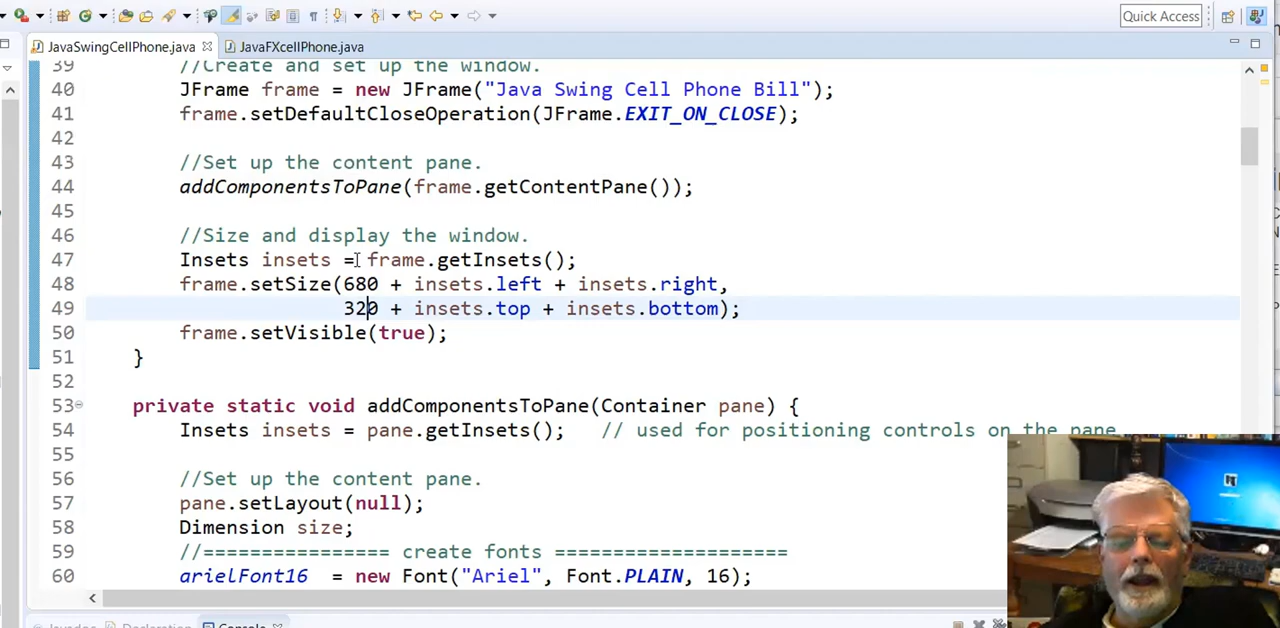 Quick Access
JavaSwingCellPhone.java
JavaFXcellPhone.java
39 //Create and set up the window.
40 JFrame frame = new JFrame("Java Swing Cell Phone Bill");
41 frame.setDefaultCloseOperation(JFrame.EXIT_ON_CLOSE);
42
43 //Set up the content pane.
44 addComponentsToPane(frame.getContentPane());
45
46 //Size and display the window.
47 Insets insets = frame.getInsets();
48 frame.setSize(680 + insets.left + insets.right,
49 320 + insets.top + insets.bottom);
50 frame.setVisible(true);
51 }
52
53 private static void addComponentsToPane(Container pane) {
54 Insets insets = pane.getInsets(); // used for positioning controls on the pane
55
56 //Set up the content pane.
57 pane.setLayout(null);
58 Dimension size;
59 //================ create fonts ====================
60 arielFont16 = new Font("Ariel", Font.PLAIN, 16);
Javadoc Declaration Console